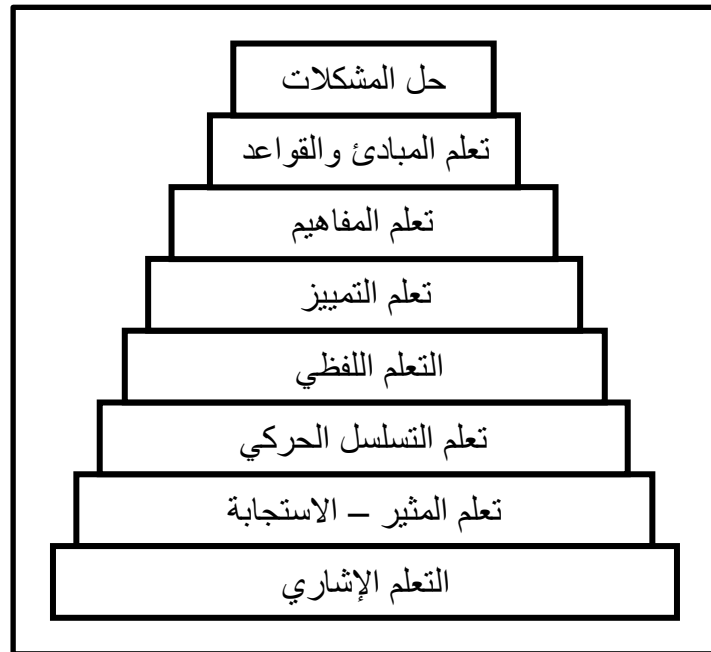 حل المشكلات
تعلم المبادئ والقواعد
تعلم المفاهيم
تعلم التمييز
التعلم اللفظي
تعلم التسلسل الحركي
تعلم المثير – الاستجابة
التعلم الإشاري